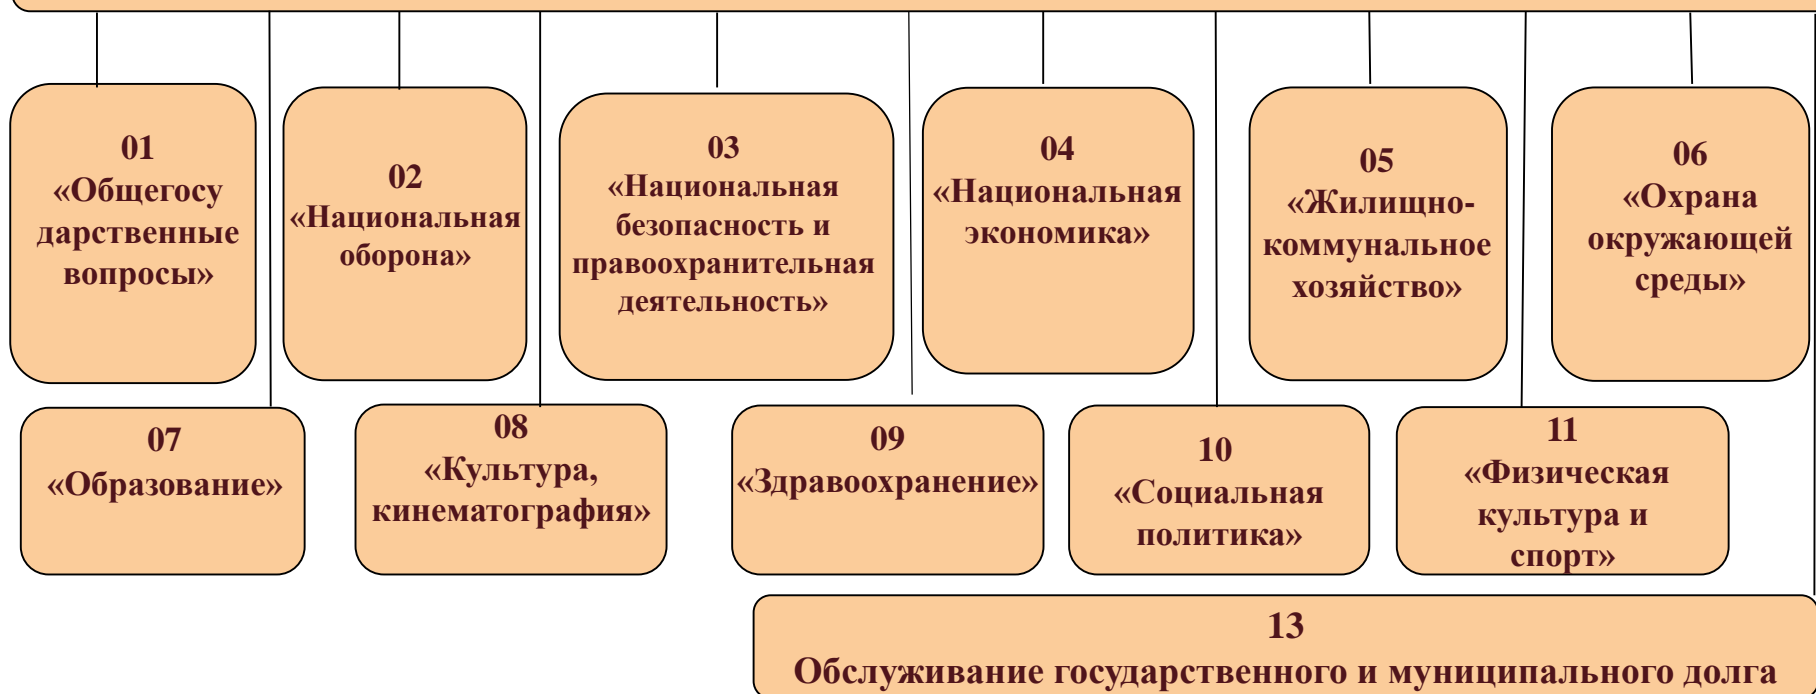 01
«Общегосу
дарственные
вопросы»
02
«Национальная
оборона»
03
«Национальная
безопасность и
правоохранительная
деятельность»
04
«Национальная
экономика»
05
«Жилищно-
коммунальное
хозяйство»
06
«Охрана
окружающей
среды»
07
«Образование»
08
«Культура,
кинематография»
09
«Здравоохранение»
10
«Социальная
политика»
11
«Физическая
культура и
спорт»
13
Обслуживание государственного и муниципального долга